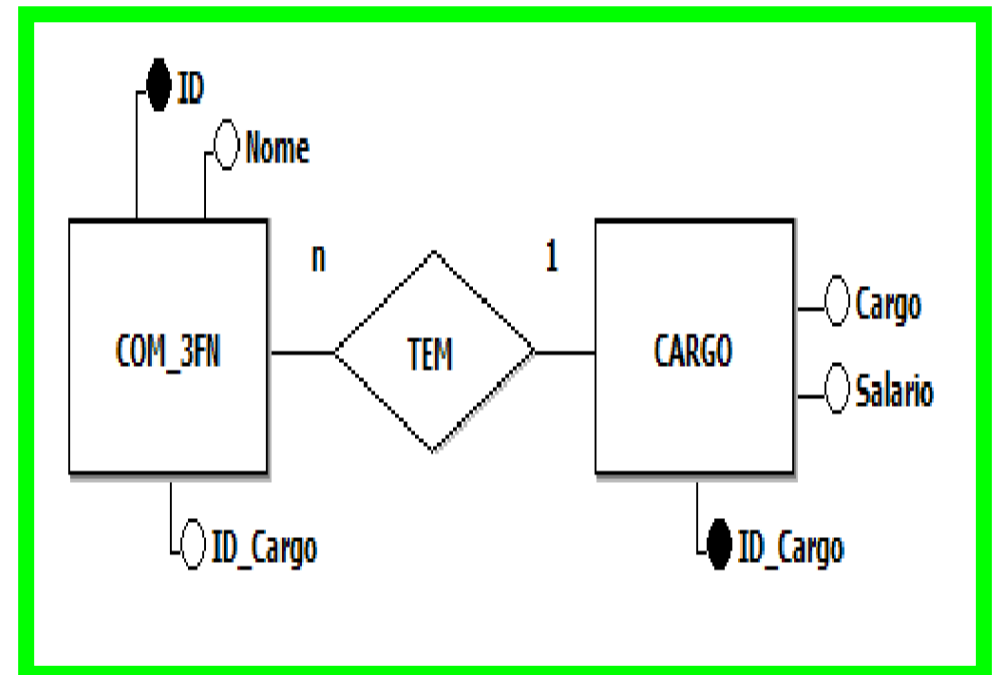 ID
Nome
n
1
COM_3FN
TEM
CARGO
Cargo
Salario
ID_Cargo
ID_Cargo